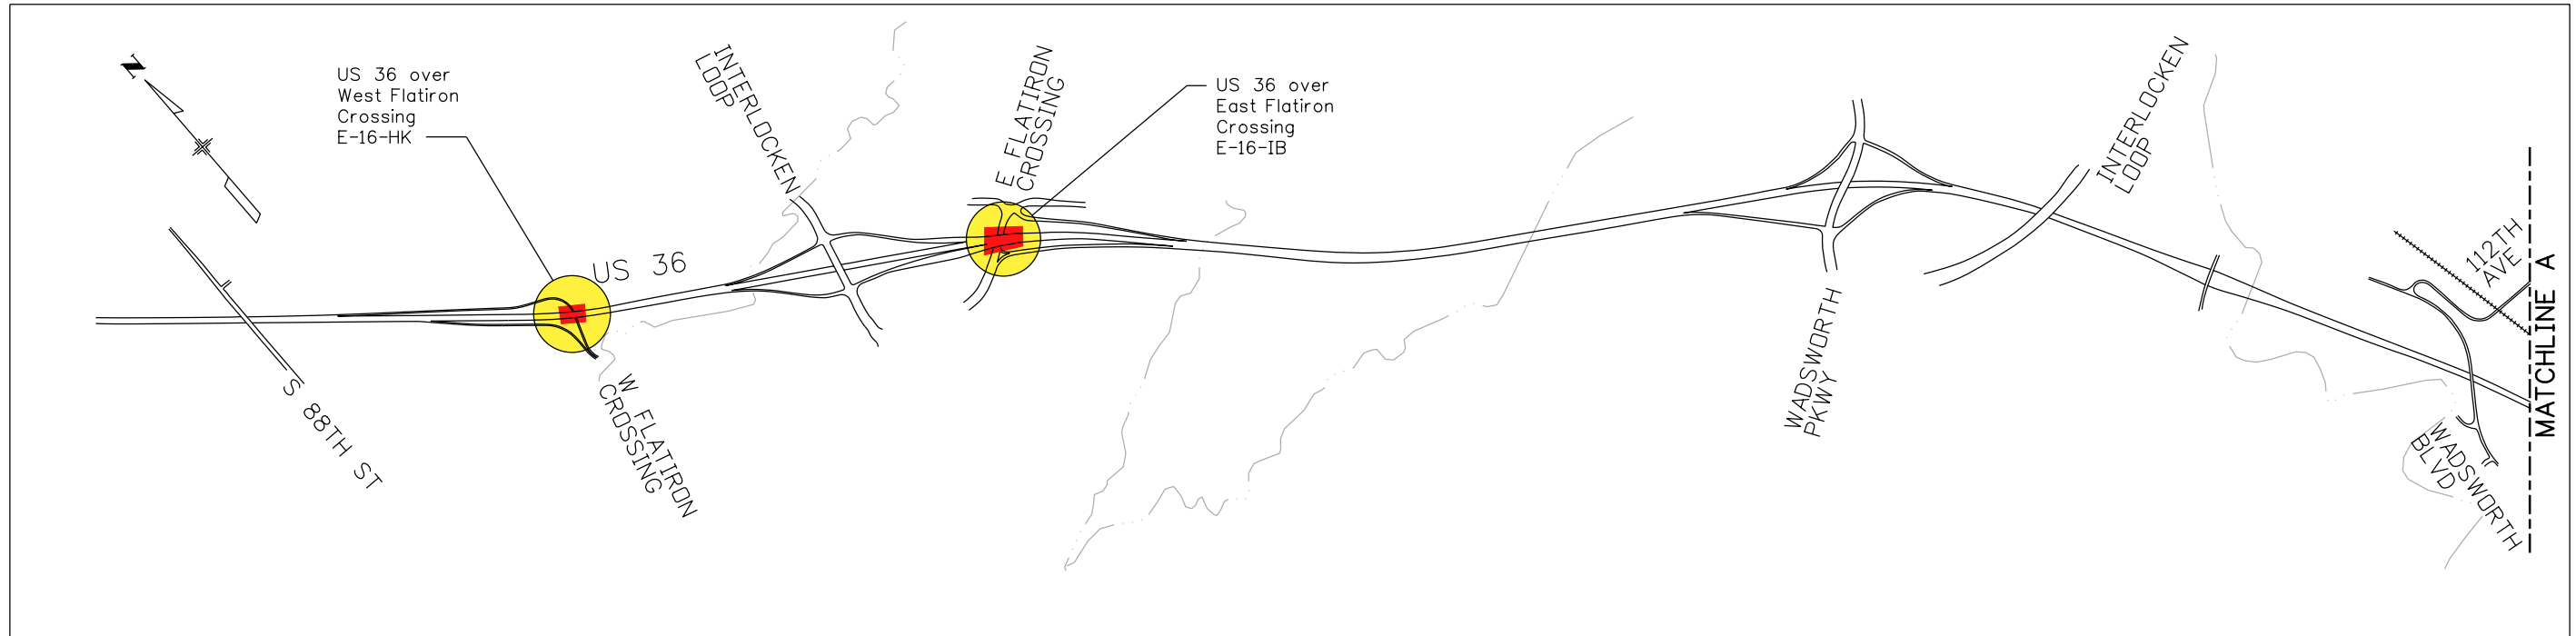 N
US 36 over
West Flatiron
Crossing
E-16-HK
INTERLOCKEN
LOOP
E FLATIRON
CROSSING
US 36 over
East Flatiron
Crossing
E-16-IB
INTERLOCKEN
LOOP
112TH
AVE
MATCHLINE A
US 36
S 88TH ST
W FLATIRON
CROSSING
WADSWORTH
PKWY
WADSWORTH
BLVD